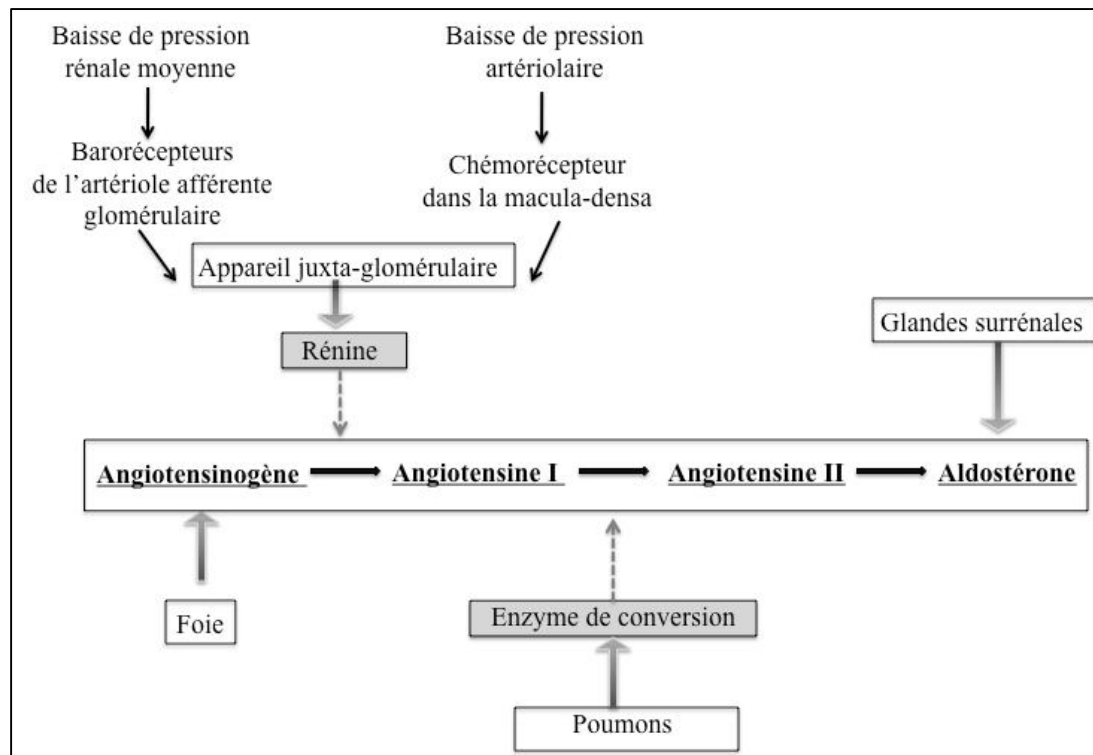 Baisse de pression
rénale moyenne
Baisse de pression
artériolaire
Barorécepteurs
de l'artériole afférente
glomérulaire
Chémorécepteur
dans la macula-densa
Appareil juxta-glomérulaire
Rénine
Glandes surrénales
Angiotensinogène Angiotensine I Angiotensine II Aldostérone
Foie
Enzyme de conversion
Poumons